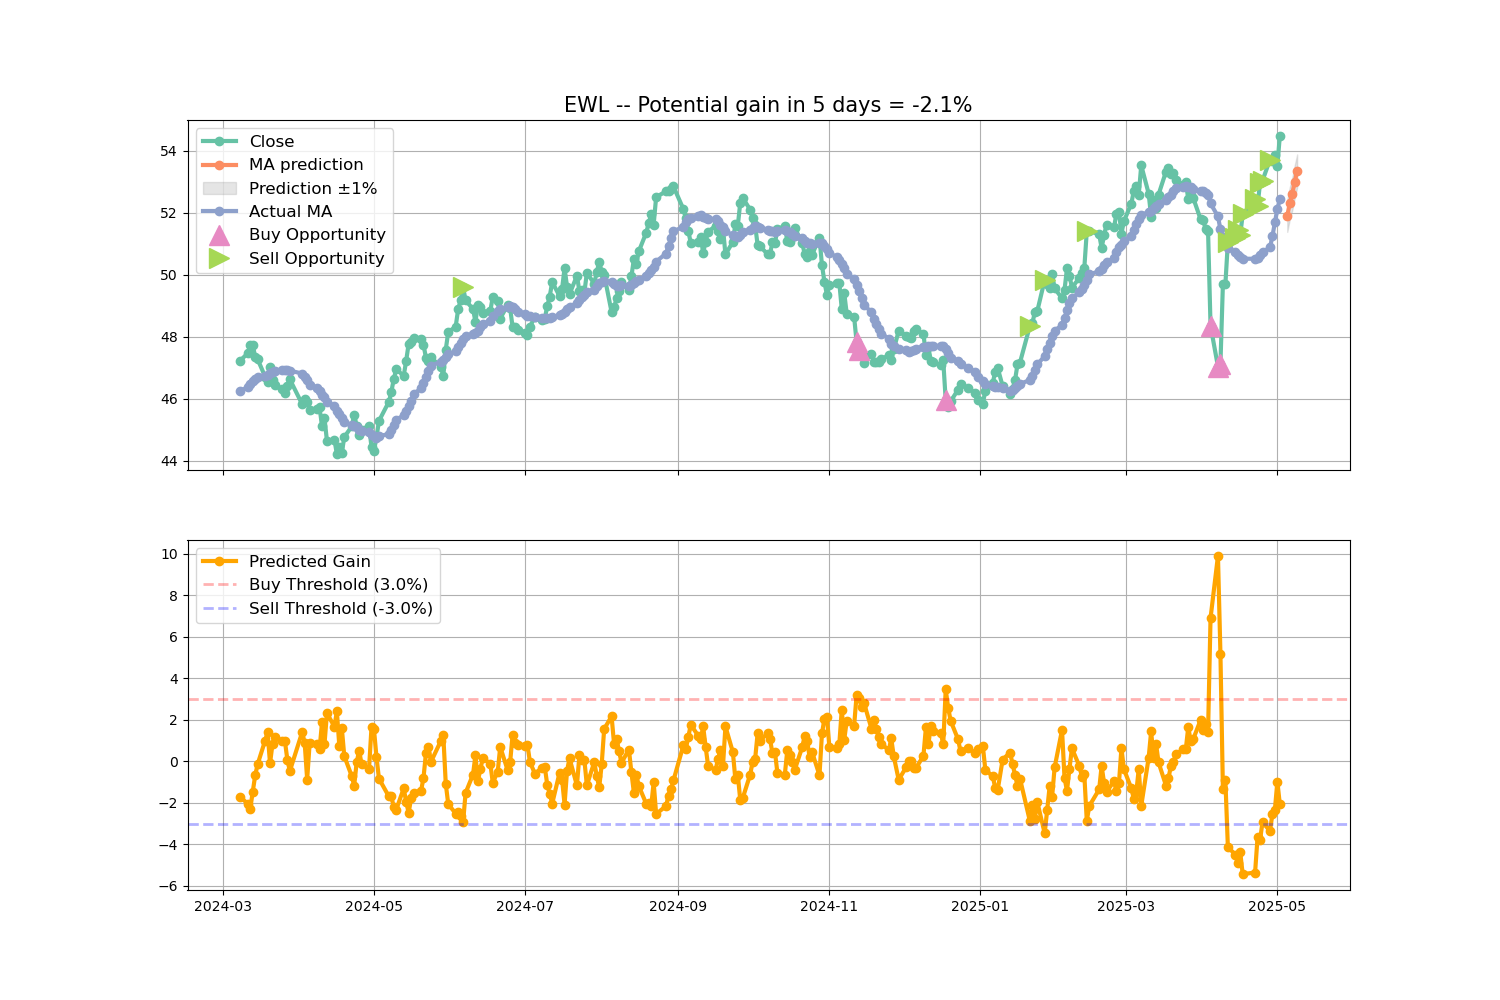 EWL -- Potential gain in 5 days = -2.1%
Close
MA prediction
Prediction ±1%
Actual MA
Buy Opportunity
Sell Opportunity
54
52
50
48
46
44
Predicted Gain
Buy Threshold (3.0%)
Sell Threshold (-3.0%)
10
8
6
4
2
0
−2
−4
−6
2024-03 2024-05 2024-07 2024-09 2024-11 2025-01 2025-03 2025-05